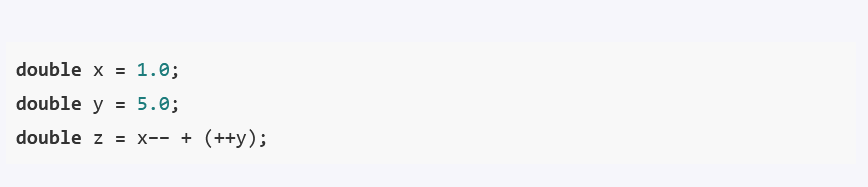 double x = 1.0;
double y = 5.0;
double z = x-- + (++y);